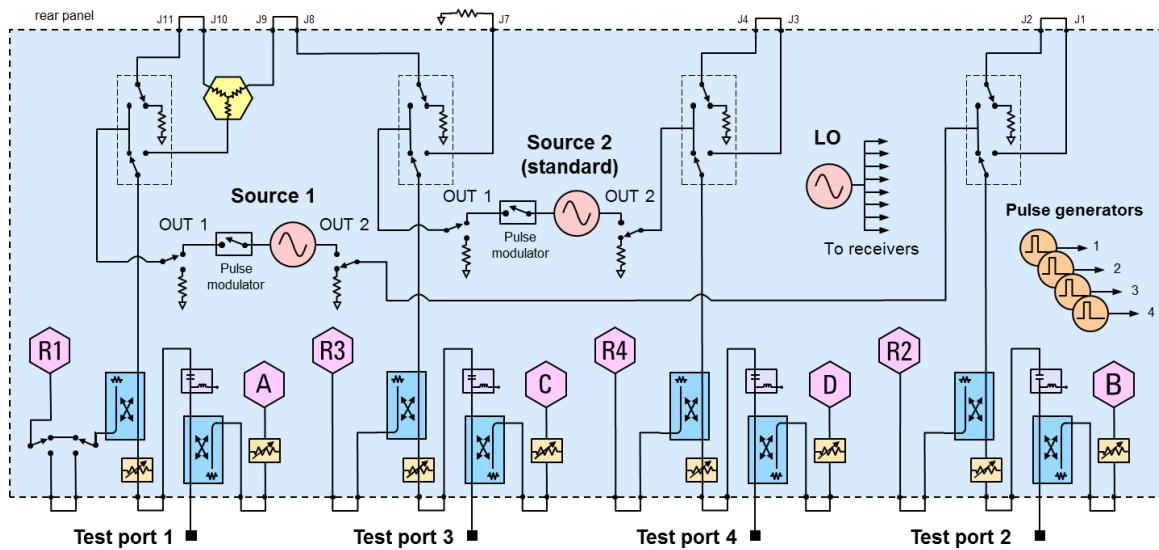 rear panel
J11 J10 J9 J8 J7 J4 J3 J2 J1
Source 2
(standard)
LO
Source 1
OUT 1
OUT 2
OUT 1
OUT 2
Pulse
modulator
Pulse
modulator
To receivers
Pulse generators
1
2
3
4
R1
A
R3
C
R4
D
R2
B
Test port 1
Test port 3
Test port 4
Test port 2